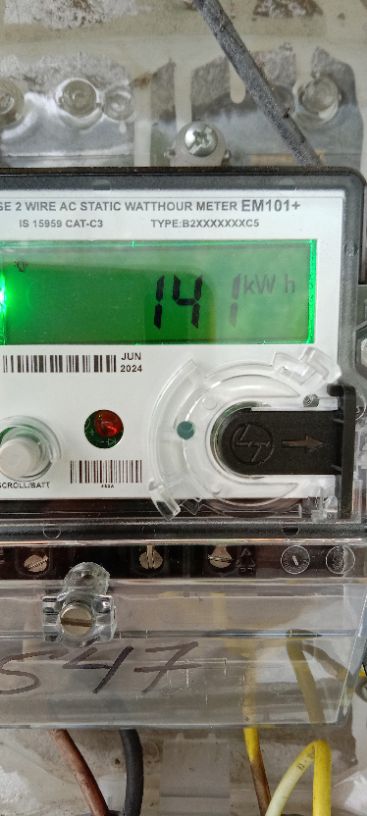 SE 2 WIRE AC STATIC WATTHOUR METER EM101+
IS 15959 CAT-C3 TYPE:B2XXXXXXXC5
141 kWh
JUN
2024
SCROLL/BATT
LT
S47